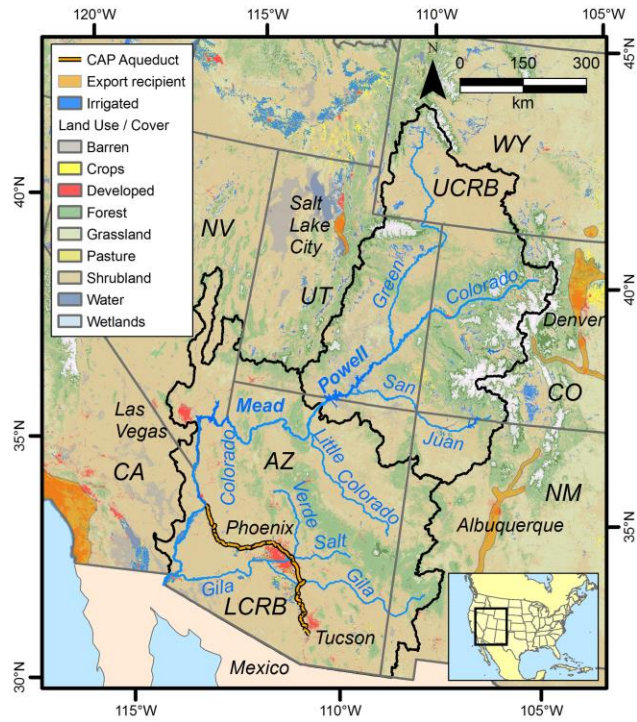 115°W
110°W
105°W
45°N
40°N
35°N
30°N
40°N
35°N
115°W
110°W
105°W
CAP Aqueduct
Export recipient
Irrigated
Land Use / Cover
Barren
Crops
Developed
Forest
Grassland
Pasture
Shrubland
Water
Wetlands
N
0 150 300
km
WY
UCRB
NV
Salt
Lake
City
UT
Green
Colorado
Denver
Powell
San
Juan
CO
Mead
Las
Vegas
Colorado
AZ
Little
Colorado
CA
NM
Verde
Phoenix
Salt
Albuquerque
Gila
Gila
LCRB
Tucson
Mexico